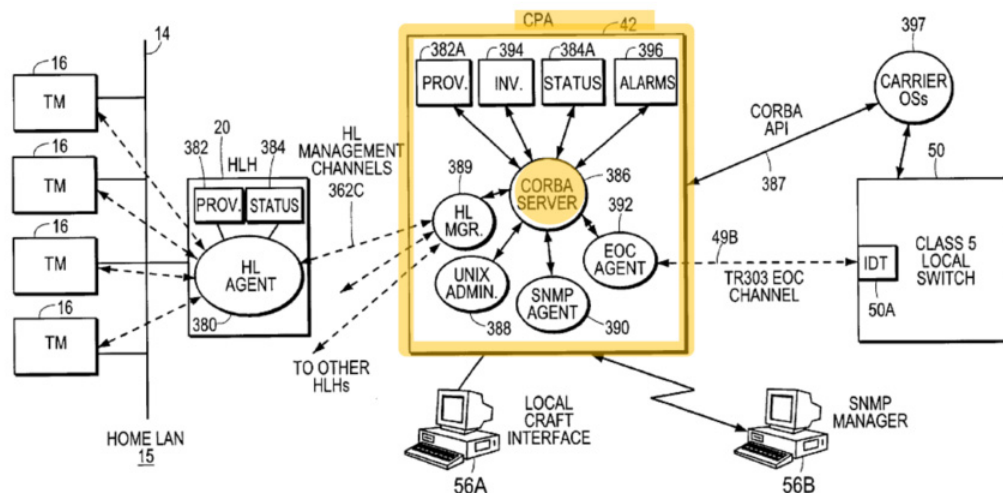 CPA
42
397
14
382A
394
384A
396
16
TM
PROV.
INV.
STATUS
ALARMS
CARRIER
OSs
16
TM
20
382
HLH
384
HL
MANAGEMENT
CHANNELS
362C
CORBA
API
387
50
PROV.
STATUS
389
HL
MGR.
CORBA
SERVER
386
392
16
TM
HL
AGENT
380
EOC
AGENT
49B
TR303 EOC
CHANNEL
IDT
50A
CLASS 5
LOCAL
SWITCH
16
TM
UNIX
ADMIN.
388
SNMP
AGENT
390
TO OTHER
HLHs
HOME LAN
15
LOCAL
CRAFT
INTERFACE
56A
SNMP
MANAGER
56B